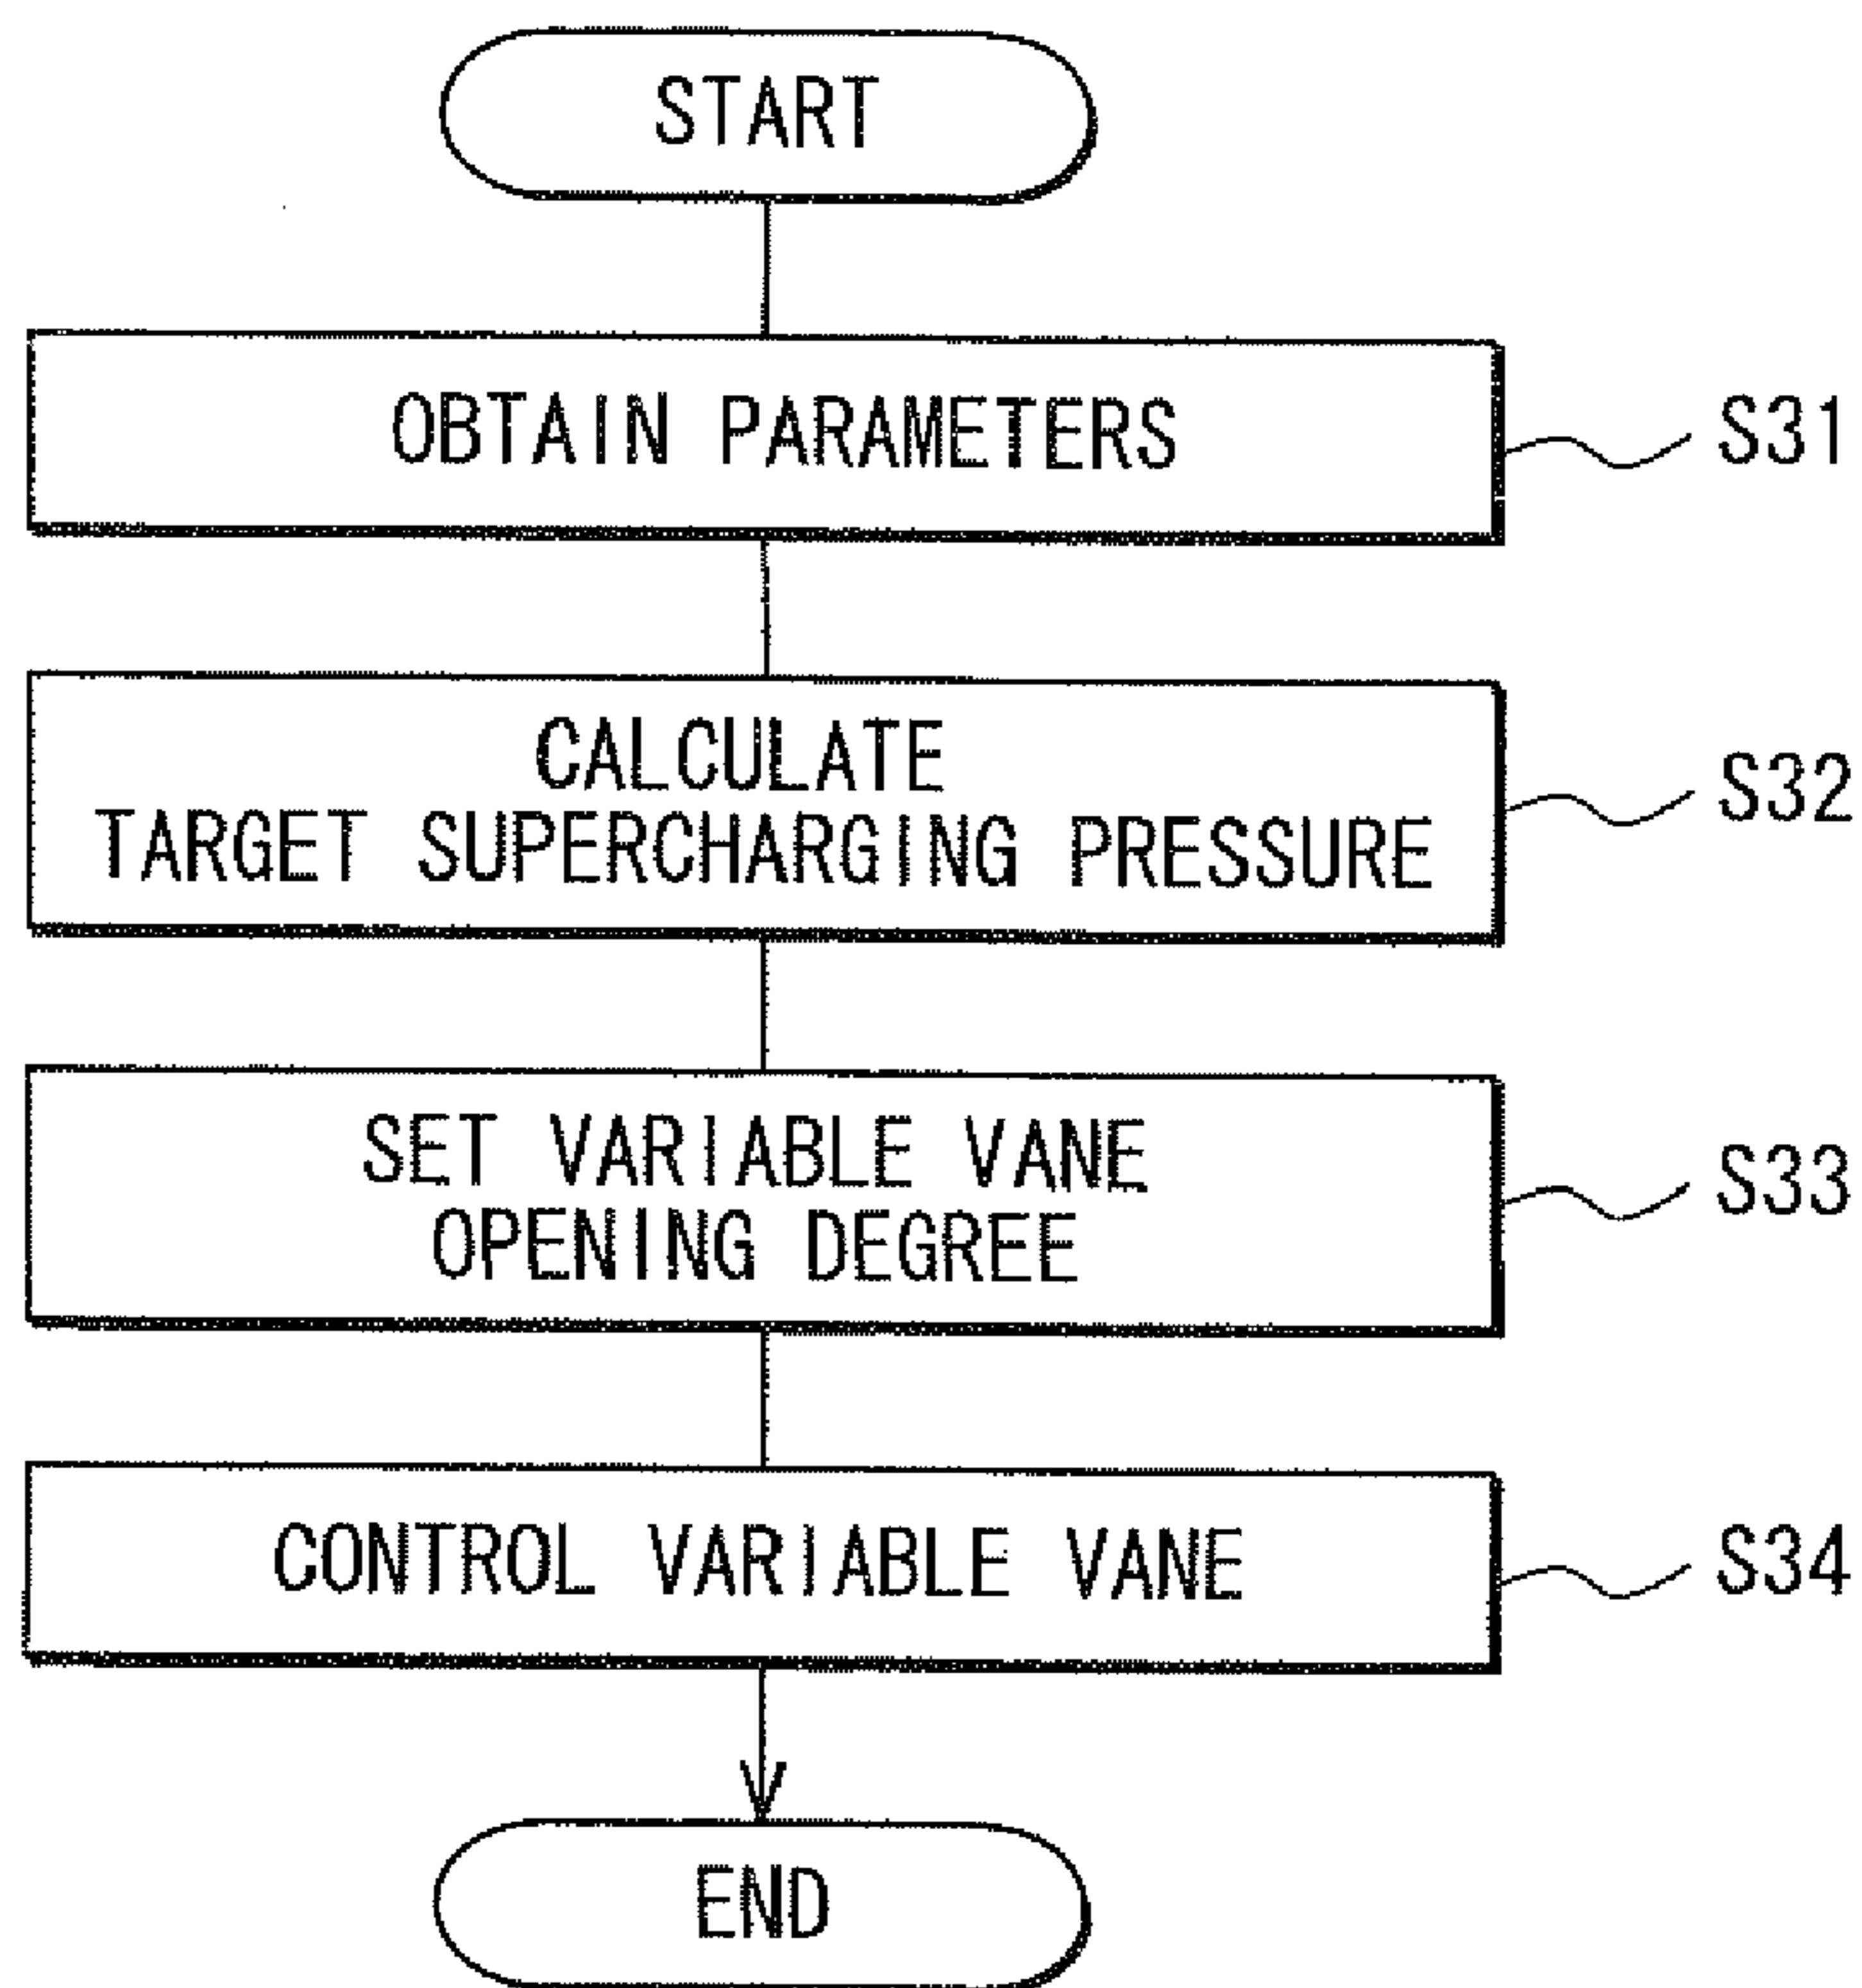 START
OBTAIN PARAMETERS
S31
CALCULATE
TARGET SUPERCHARGING PRESSURE
S32
SET VARIABLE VANE
OPENING DEGREE
S33
CONTROL VARIABLE VANE
S34
END